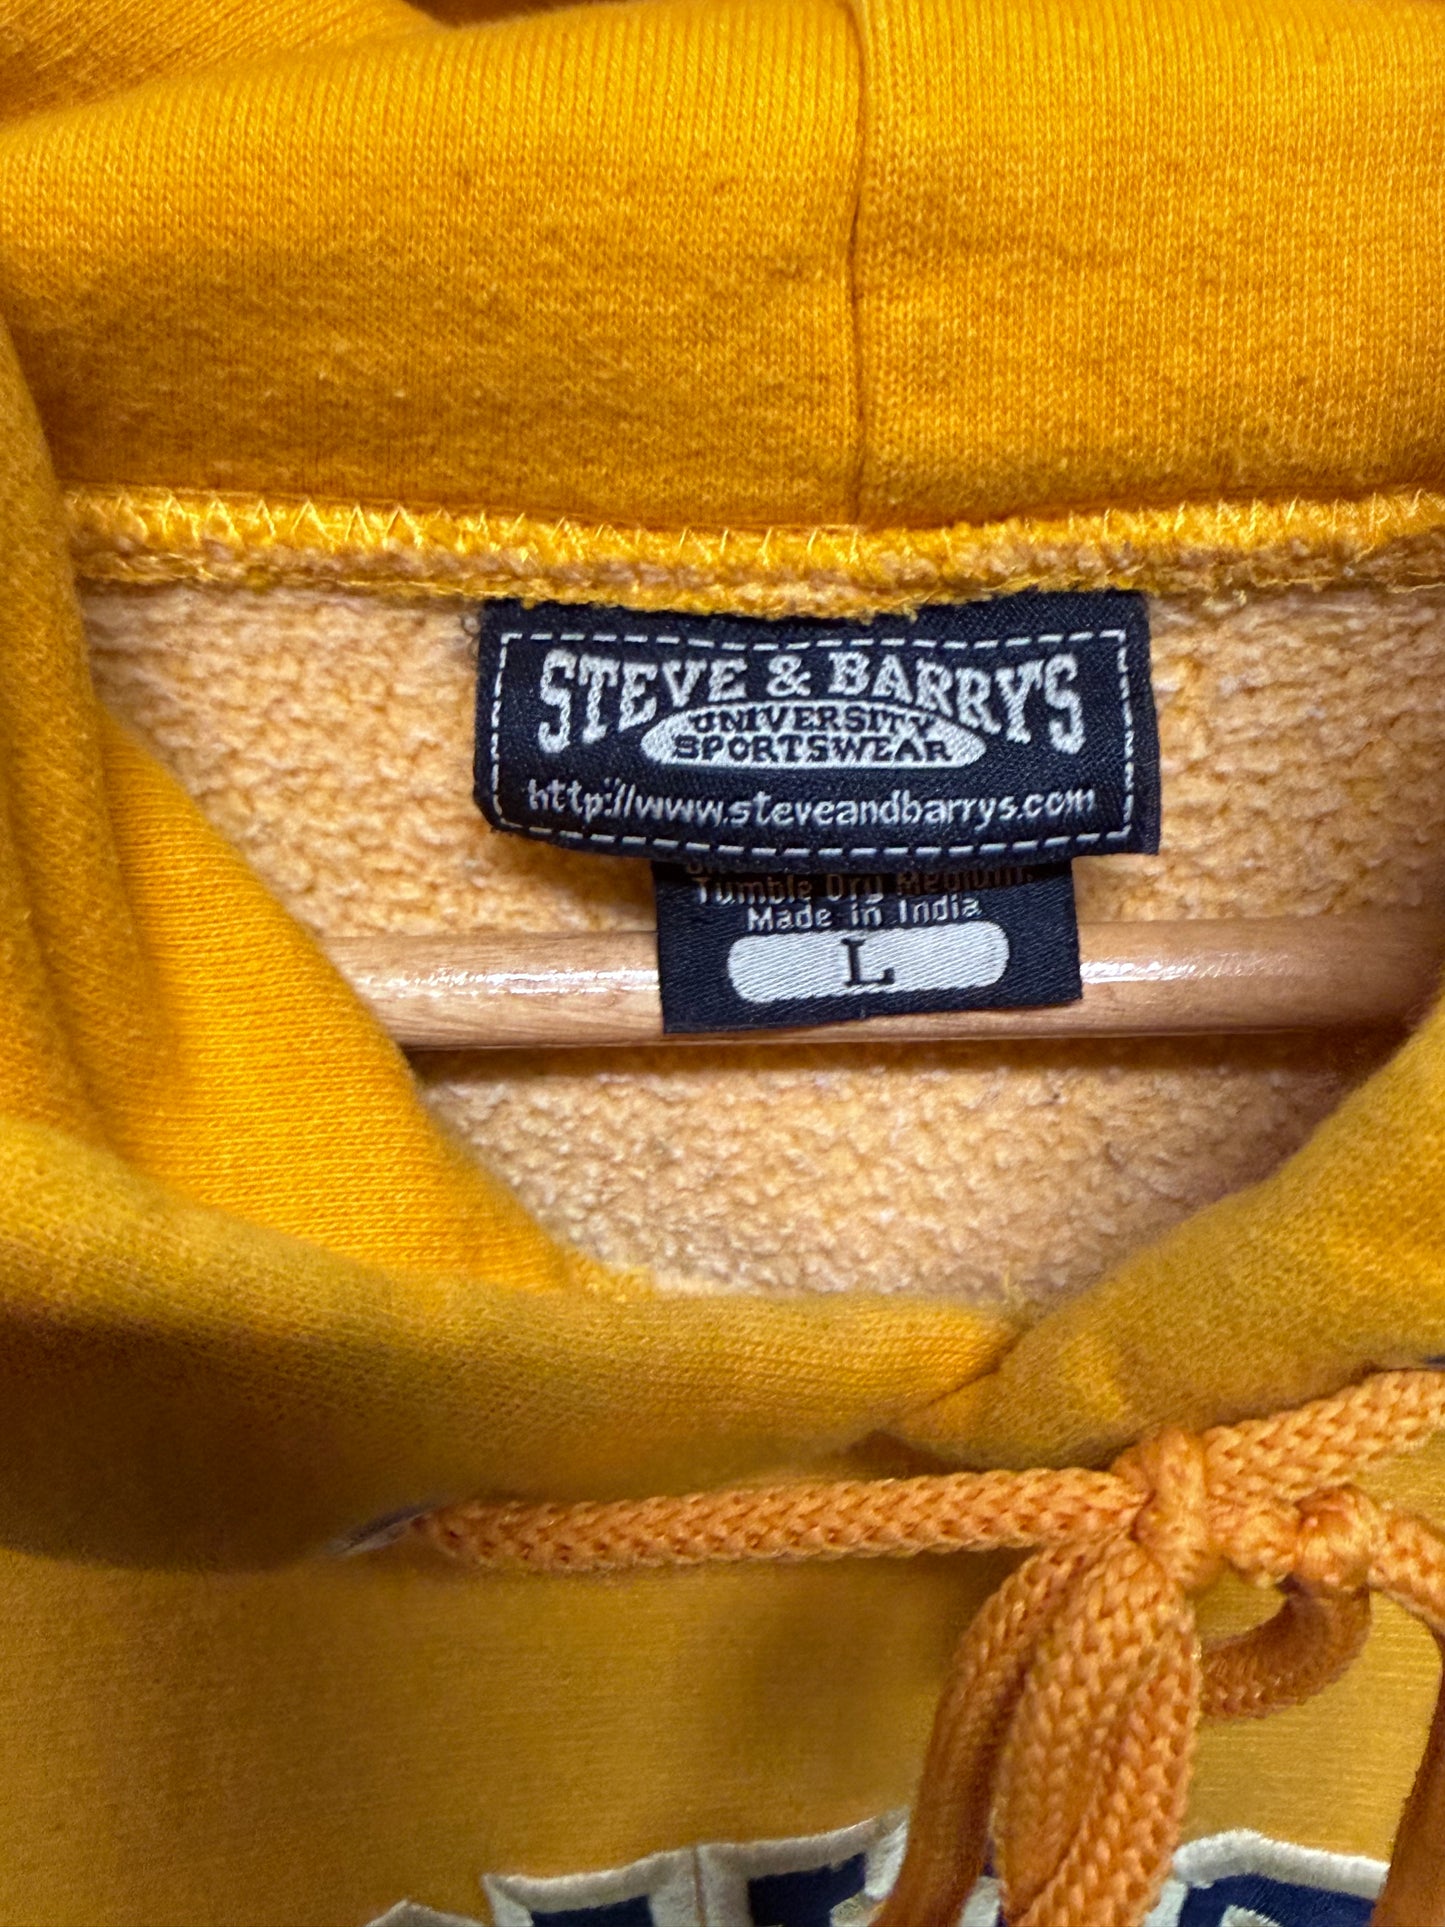 STEVE & BARRY'S
UNIVERSITY
SPORTSWEAR
http://www.steveandbarrys.com
Tumble Dry Medium.
Made in India
L